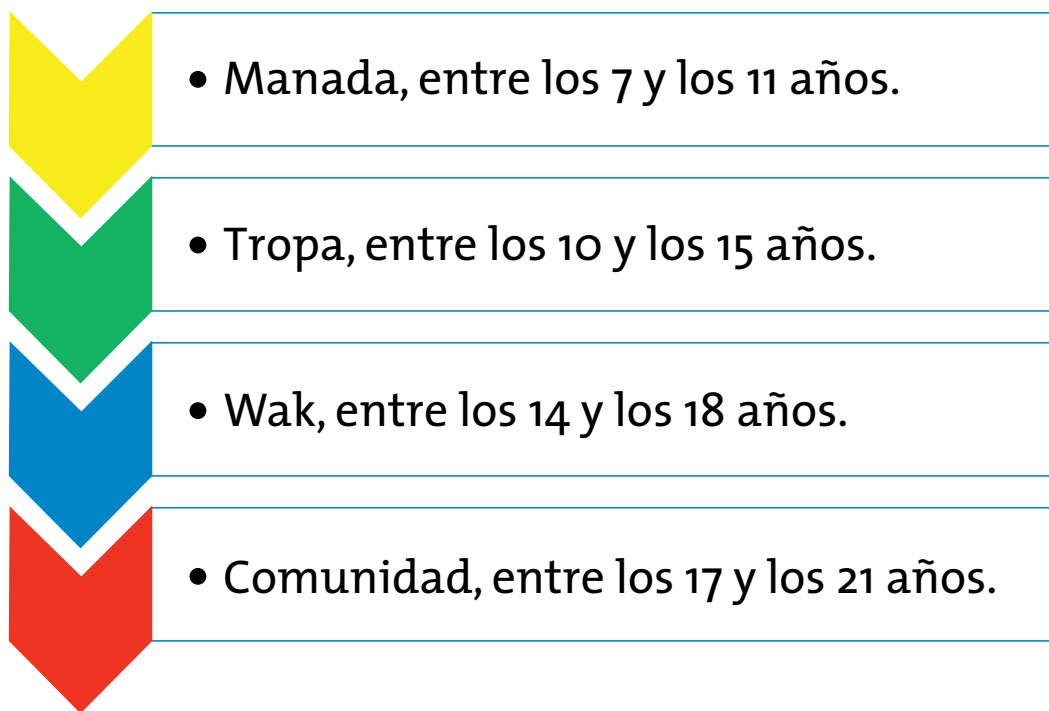 • Manada, entre los 7 y los 11 años.
• Tropa, entre los 10 y los 15 años.
• Wak, entre los 14 y los 18 años.
• Comunidad, entre los 17 y los 21 años.